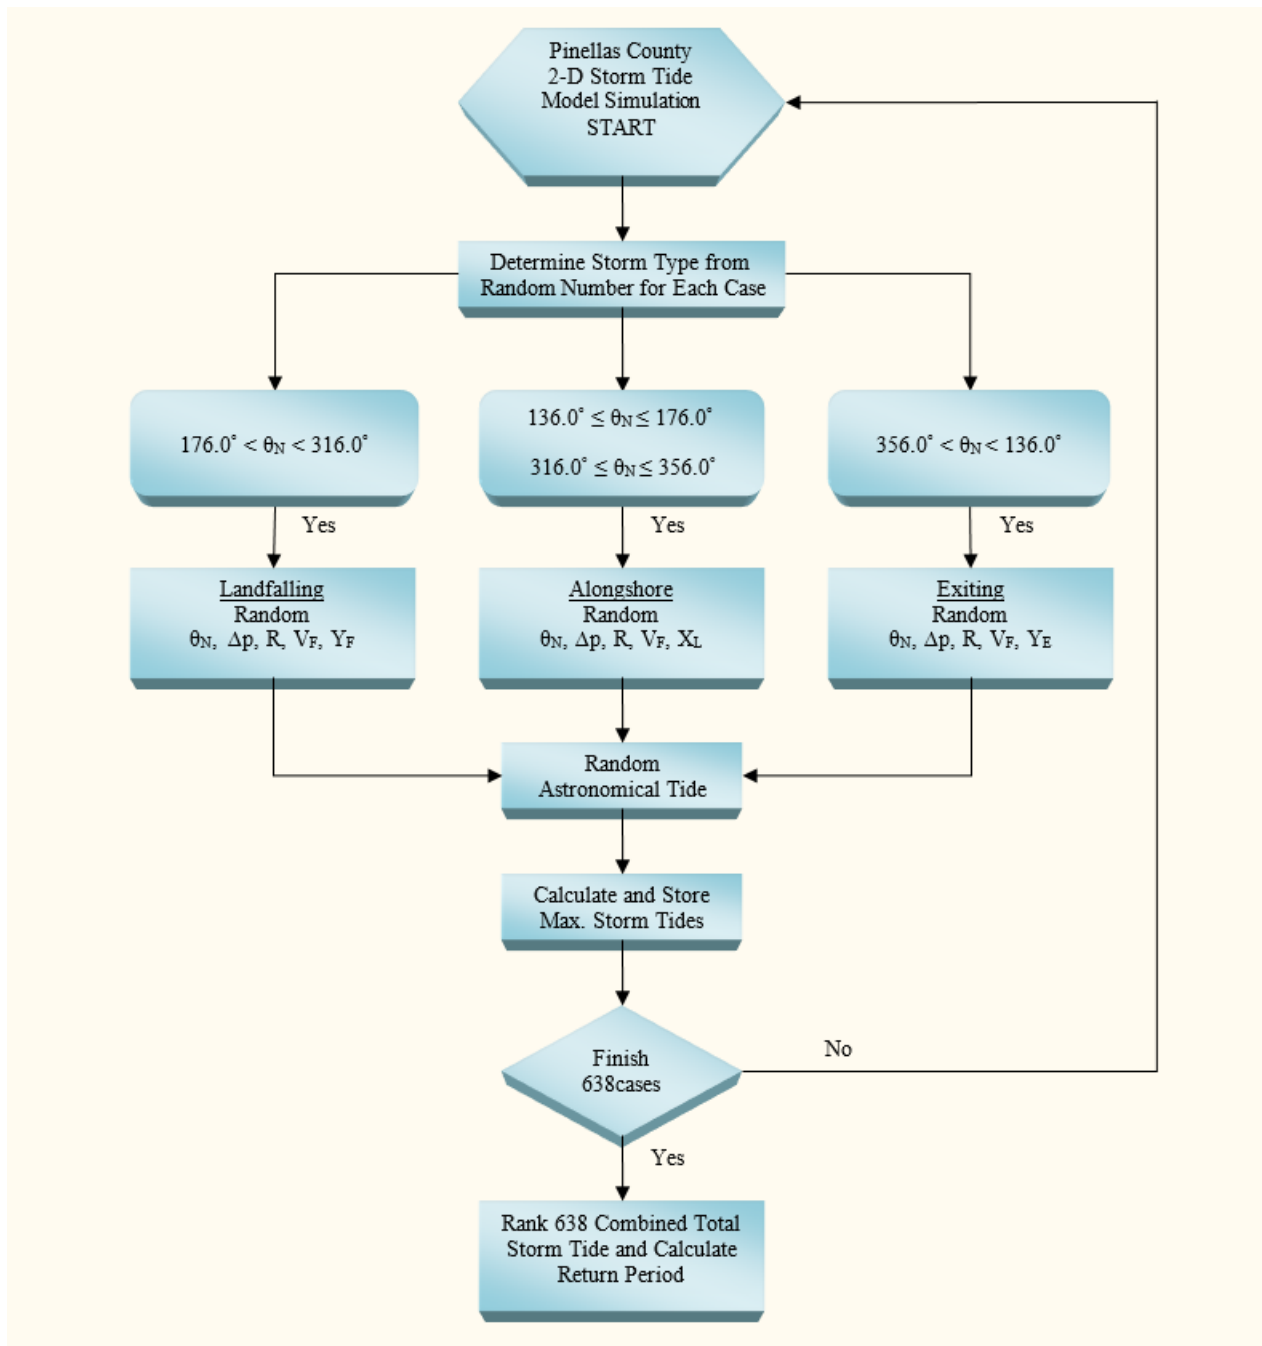 Pinellas County
2-D Storm Tide
Model Simulation
START
Determine Storm Type from
Random Number for Each Case
176.0° < θN < 316.0°
136.0° ≤ θN ≤ 176.0°
316.0° ≤ θN ≤ 356.0°
356.0° < θN < 136.0°
Yes
Yes
Yes
Landfalling
Random
θN, Δp, R, VF, YF
Alongshore
Random
θN, Δp, R, VF, XL
Exiting
Random
θN, Δp, R, VF, YE
Random
Astronomical Tide
Calculate and Store
Max. Storm Tides
Finish
638cases
No
Yes
Rank 638 Combined Total
Storm Tide and Calculate
Return Period